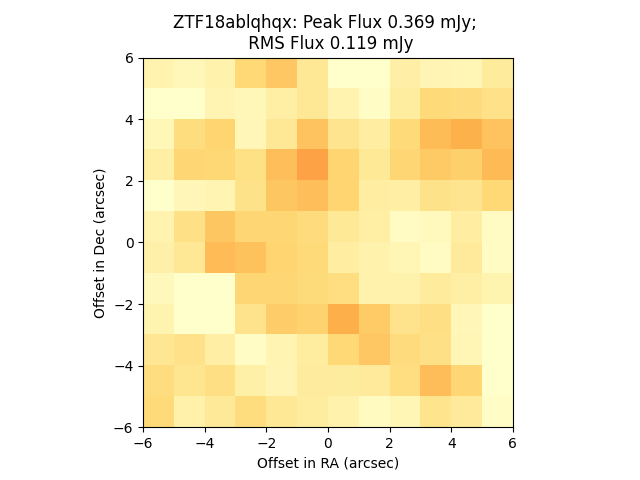 ZTF18ablqhqx: Peak Flux 0.369 mJy;
RMS Flux 0.119 mJy
6
4
2
0
−2
−4
−6
Offset in Dec (arcsec)
−6 −4 −2 0 2 4 6
Offset in RA (arcsec)